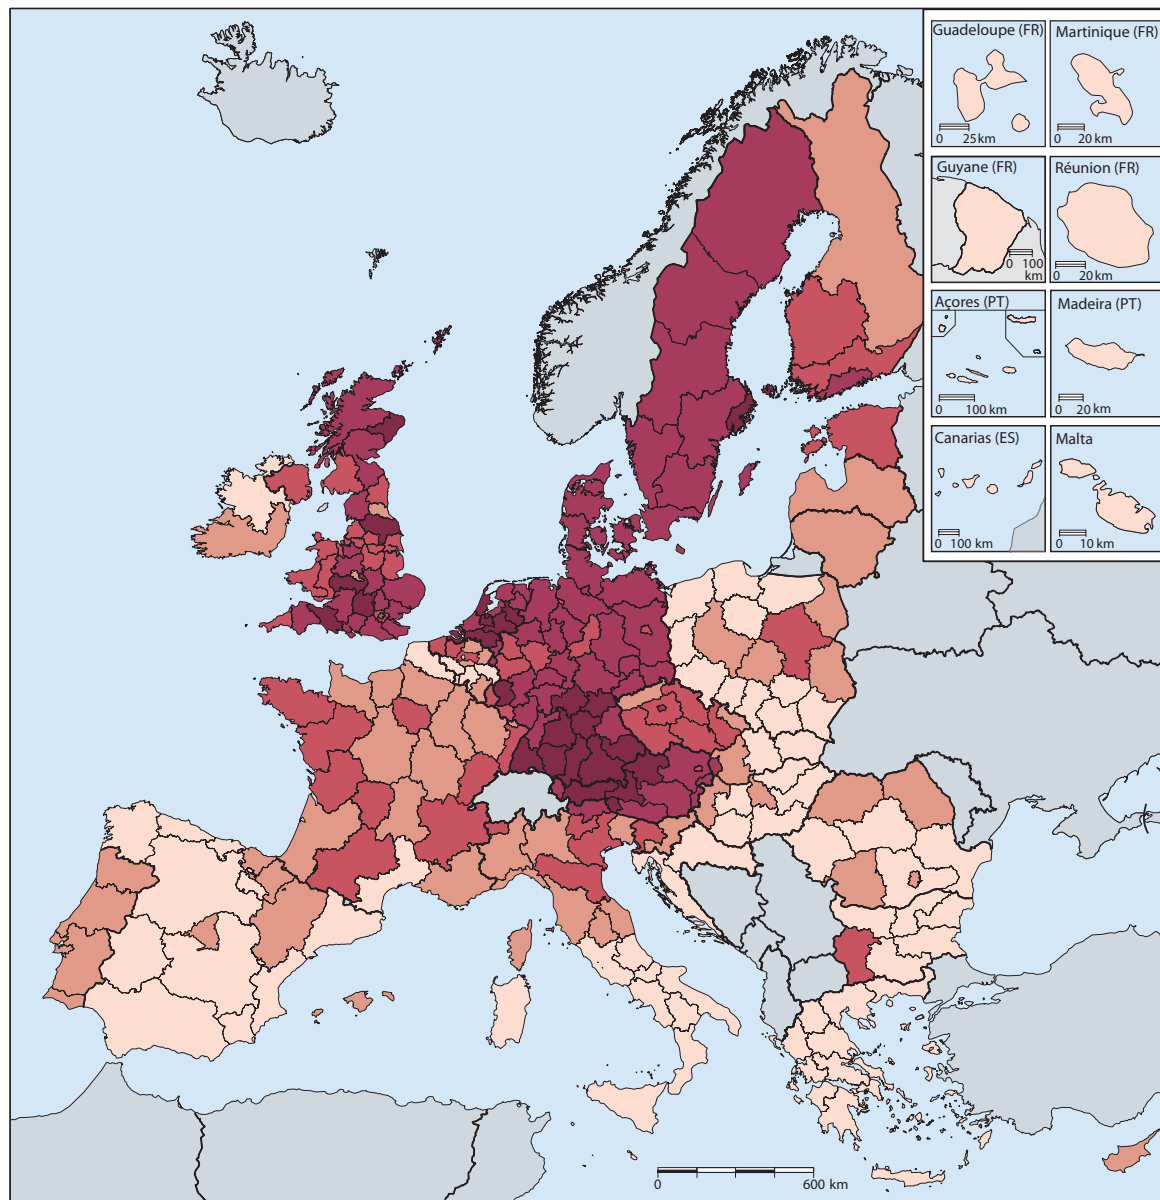 Guadeloupe (FR)
0 25 km
Martinique (FR)
0 20 km
Guyane (FR)
0 100
km
Réunion (FR)
0 20 km
Açores (PT)
0 100 km
Madeira (PT)
0 20 km
Canarias (ES)
0 100 km
Malta
0 10 km
0 600 km